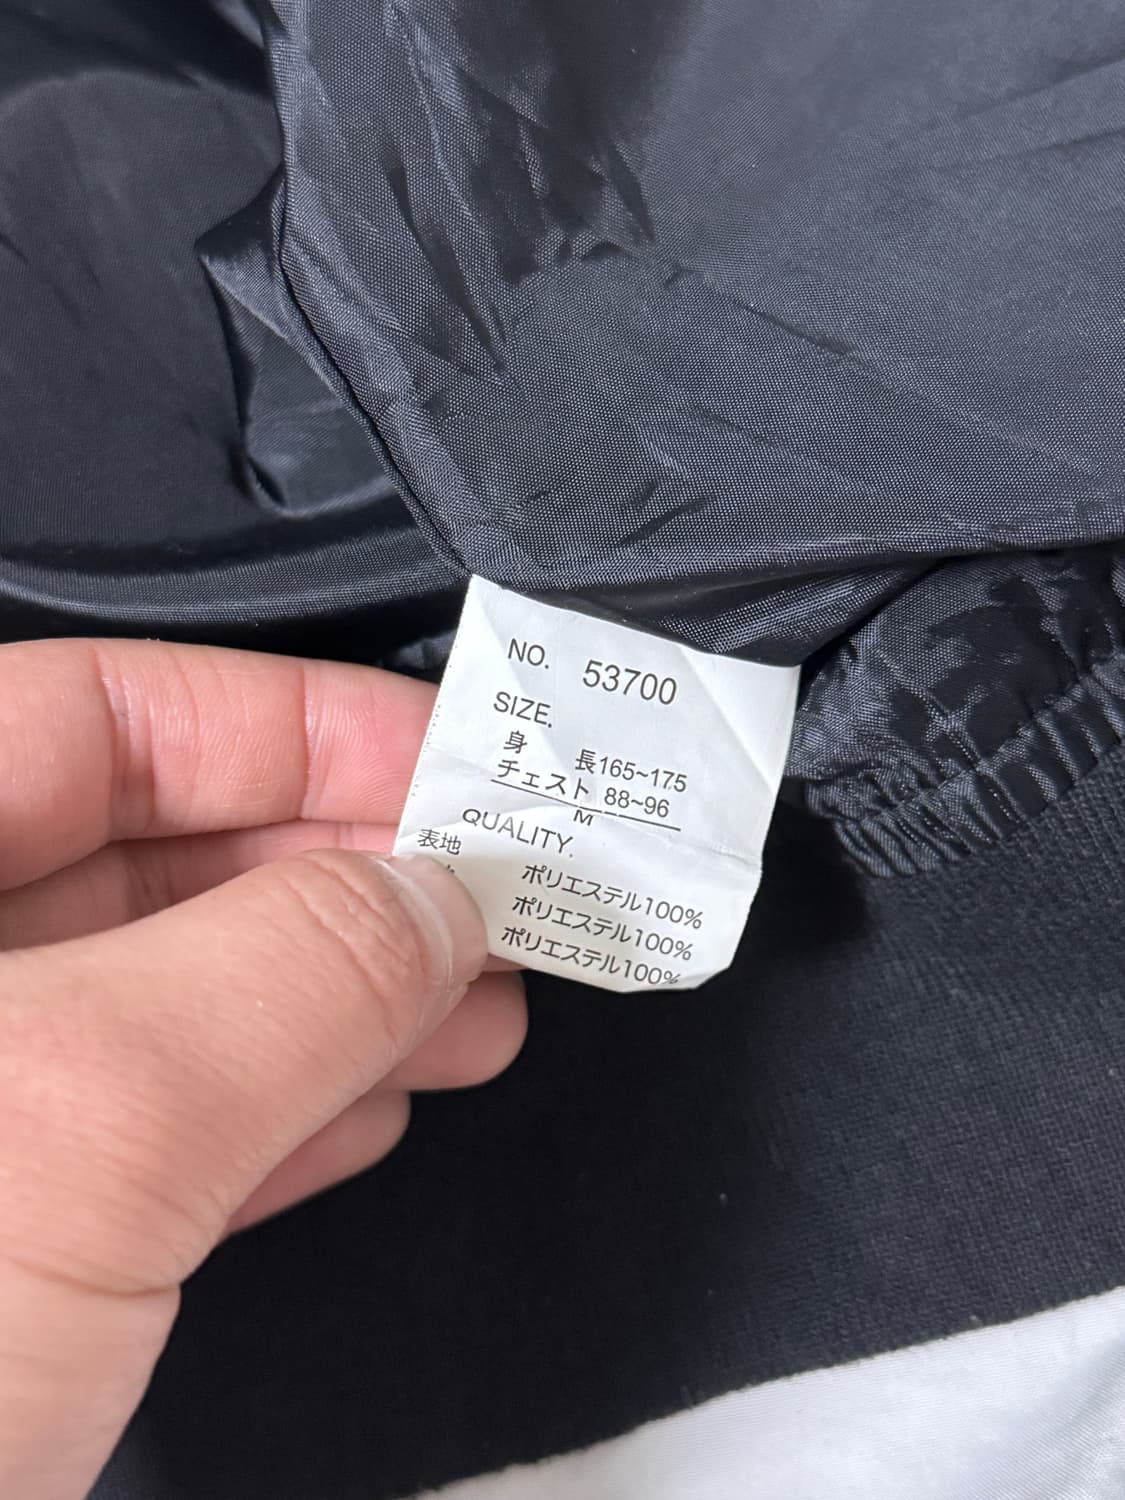 NO. 53700
SIZE.
身 長165~175
チェスト 88~96
M
QUALITY.
表地
ポリエステル100%
ポリエステル100%
ポリエステル100%